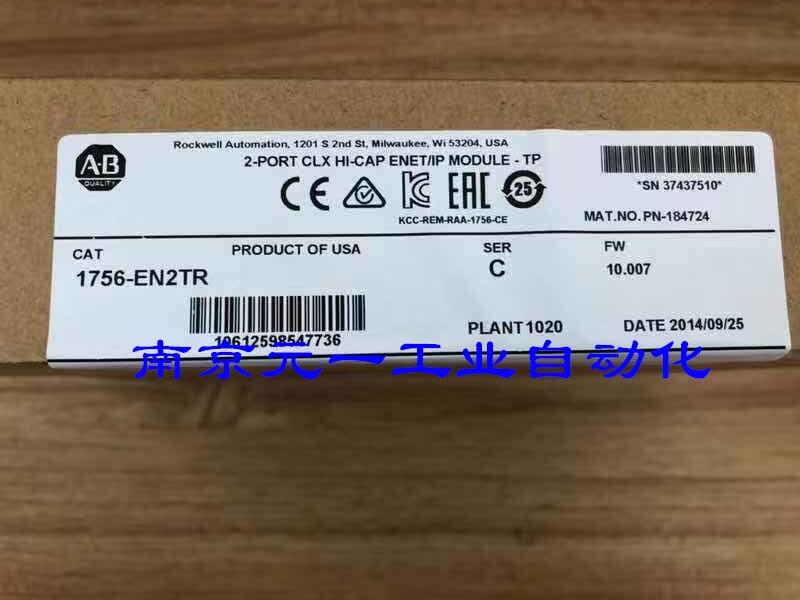 Rockwell Automation, 1201 S 2nd St, Milwaukee, Wi 53204, USA
2-PORT CLX HI-CAP ENET/IP MODULE - TP
A-B
QUALITY
CE
EAC
25
KCC-REM-RAA-1756-CE
*SN 37437510*
MAT.NO. PN-184724
CAT
1756-EN2TR
PRODUCT OF USA
SER
C
FW
10.007
10612598547736
PLANT 1020
DATE 2014/09/25
南京元一工业自动化